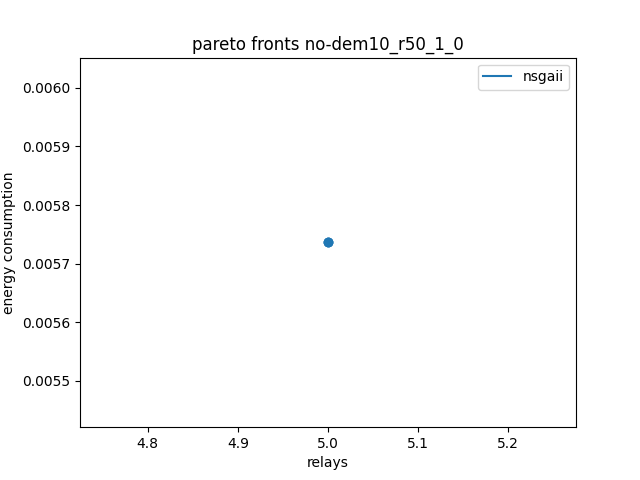 pareto fronts no-dem10_r50_1_0
nsgaii
0.0060
0.0059
0.0058
0.0057
0.0056
0.0055
energy consumption
4.8 4.9 5.0 5.1 5.2
relays